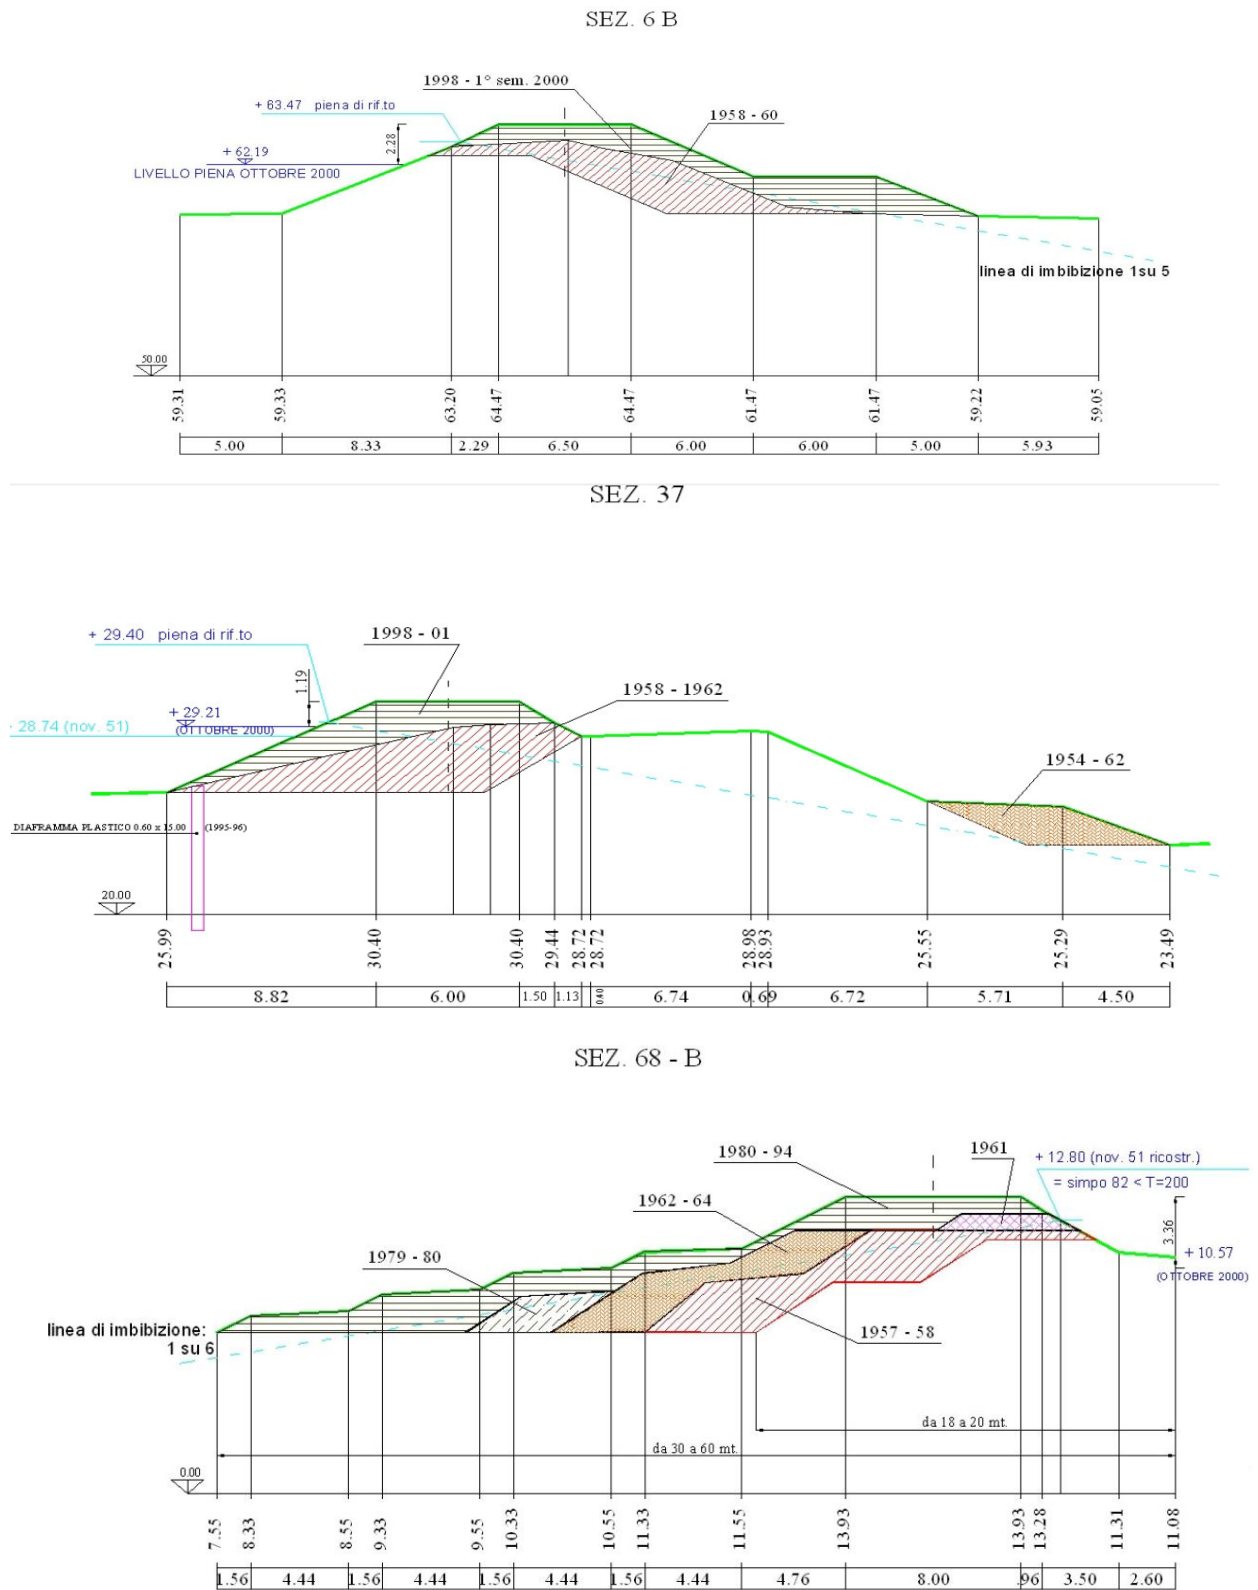 SEZ. 6 B
1998 - 1° sem. 2000
+ 63.47 piena di rif.to
1958 - 60
2.28
+ 62.19
LIVELLO PIENA OTTOBRE 2000
linea di imbibizione 1su 5
50.00
59.31 59.33 63.20 64.47 64.47 61.47 61.47 59.22 59.05
5.00 8.33 2.29 6.50 6.00 6.00 5.00 5.93
SEZ. 37
+ 29.40 piena di rif.to
1998 - 01
1.19
1958 - 1962
+ 29.21
28.74 (nov. 51)
(OTTOBRE 2000)
1954 - 62
DIAFRAMMA PLASTICO 0.60 x 15.00 (1995-96)
20.00
25.99 30.40 30.40 29.44 28.72 28.72 28.98 28.93 25.55 25.29 23.49
8.82 6.00 1.50 1.13 0.40 6.74 0.69 6.72 5.71 4.50
SEZ. 68 - B
1980 - 94
1961
+ 12.80 (nov. 51 ricostr.)
= simpo 82 < T=200
1962 - 64
3.36
1979 - 80
+ 10.57
(OTTOBRE 2000)
linea di imbibizione:
1 su 6
1957 - 58
da 18 a 20 mt.
da 30 a 60 mt.
0.00
7.55 8.33 8.55 9.33 9.55 10.33 10.55 11.33 11.55 13.93 13.93 13.28 11.31 11.08
1.56 4.44 1.56 4.44 1.56 4.44 1.56 4.44 4.76 8.00 96 3.50 2.60